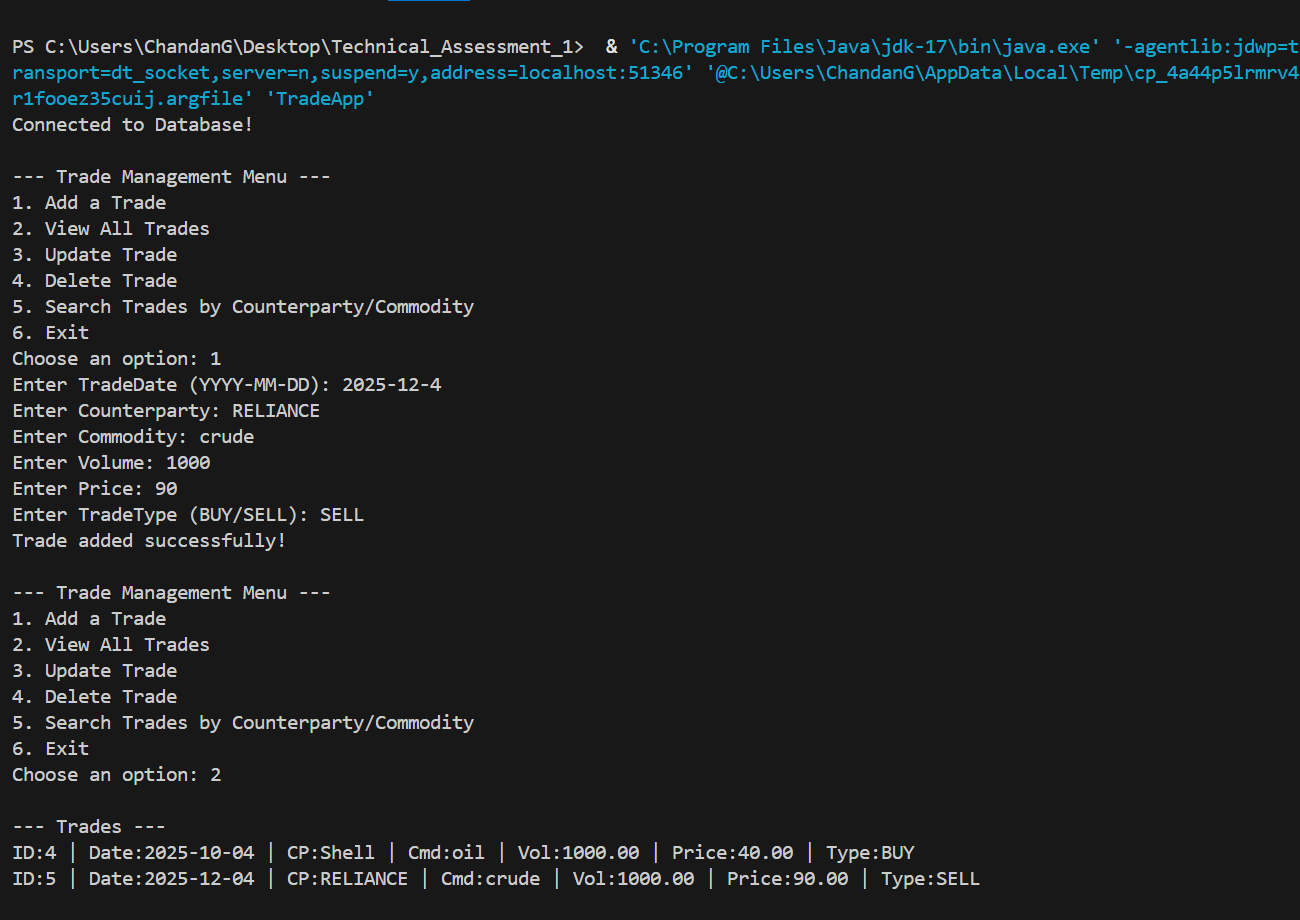 PS C:\Users\ChandanG\Desktop\Technical_Assessment_1>  & 'C:\Program Files\Java\jdk-17\bin\java.exe' '-agentlib:jdwp=t
ransport=dt_socket,server=n,suspend=y,address=localhost:51346' '@C:\Users\ChandanG\AppData\Local\Temp\cp_4a44p5lrmrv4
r1fooez35cuij.argfile' 'TradeApp'
Connected to Database!
--- Trade Management Menu ---
1. Add a Trade
2. View All Trades
3. Update Trade
4. Delete Trade
5. Search Trades by Counterparty/Commodity
6. Exit
Choose an option: 1
Enter TradeDate (YYYY-MM-DD): 2025-12-4
Enter Counterparty: RELIANCE
Enter Commodity: crude
Enter Volume: 1000
Enter Price: 90
Enter TradeType (BUY/SELL): SELL
Trade added successfully!
--- Trade Management Menu ---
1. Add a Trade
2. View All Trades
3. Update Trade
4. Delete Trade
5. Search Trades by Counterparty/Commodity
6. Exit
Choose an option: 2
--- Trades ---
ID:4 | Date:2025-10-04 | CP:Shell | Cmd:oil | Vol:1000.00 | Price:40.00 | Type:BUY
ID:5 | Date:2025-12-04 | CP:RELIANCE | Cmd:crude | Vol:1000.00 | Price:90.00 | Type:SELL